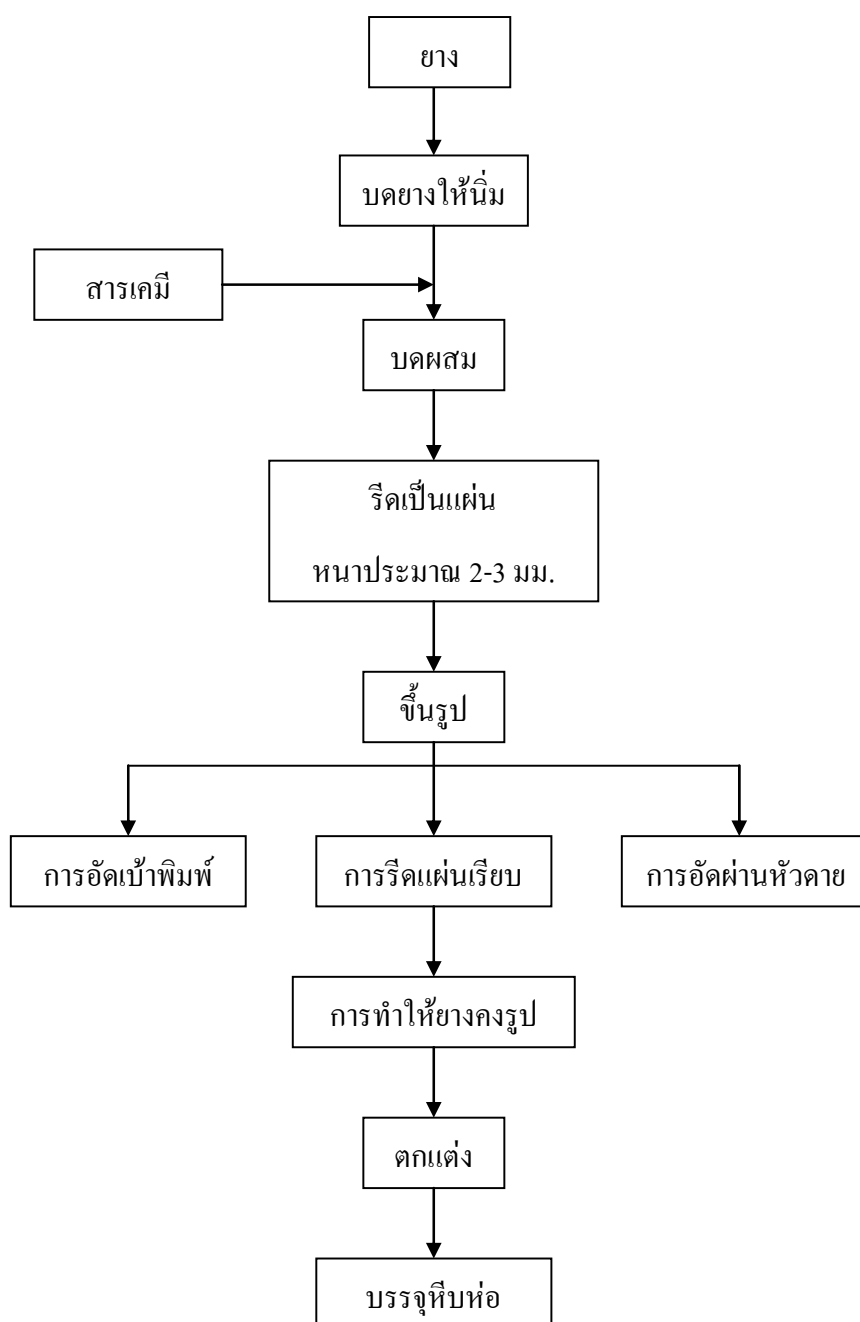 ยาง
บดยางให้นิ่ม
สารเคมี
บดผสม
รีดเป็นแผ่น
หนาประมาณ 2-3 มม.
ขึ้นรูป
การอัดเบ้าพิมพ์
การรีดแผ่นเรียบ
การอัดผ่านหัวดาย
การทำให้ยางคงรูป
ตกแต่ง
บรรจุหีบห่อ